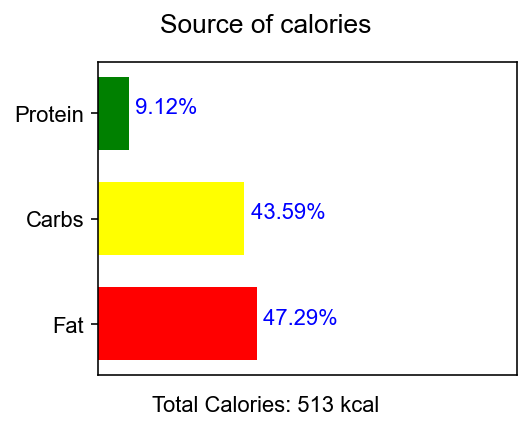 Source of calories
Protein
9.12%
Carbs
43.59%
Fat
47.29%
Total Calories: 513 kcal